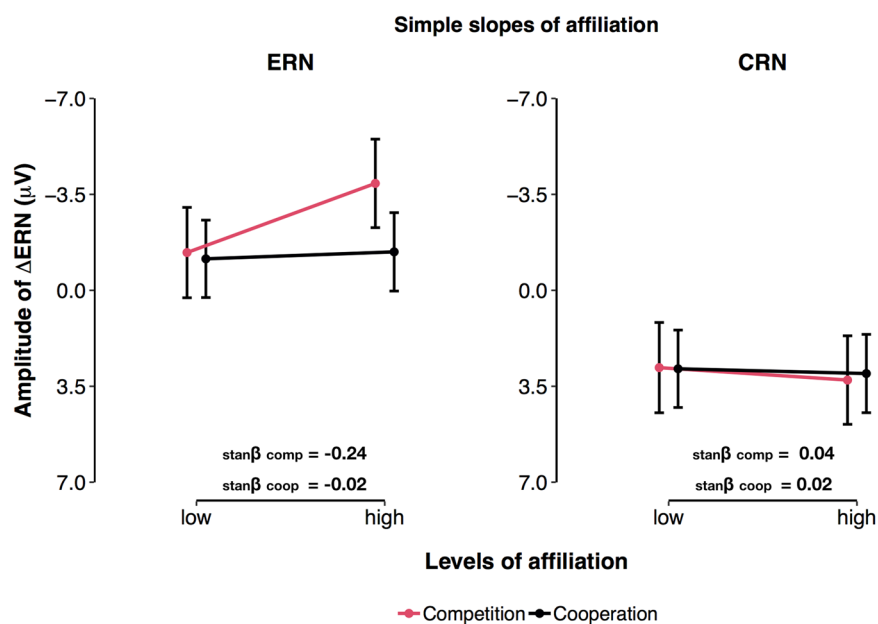 Simple slopes of affiliation
ERN
CRN
Amplitude of ΔERN (µV)
−7.0
−3.5
0.0
3.5
7.0
−7.0
−3.5
0.0
3.5
7.0
stanβ comp = -0.24
stanβ coop = -0.02
stanβ comp = 0.04
stanβ coop = 0.02
low high
low high
Levels of affiliation
Competition Cooperation